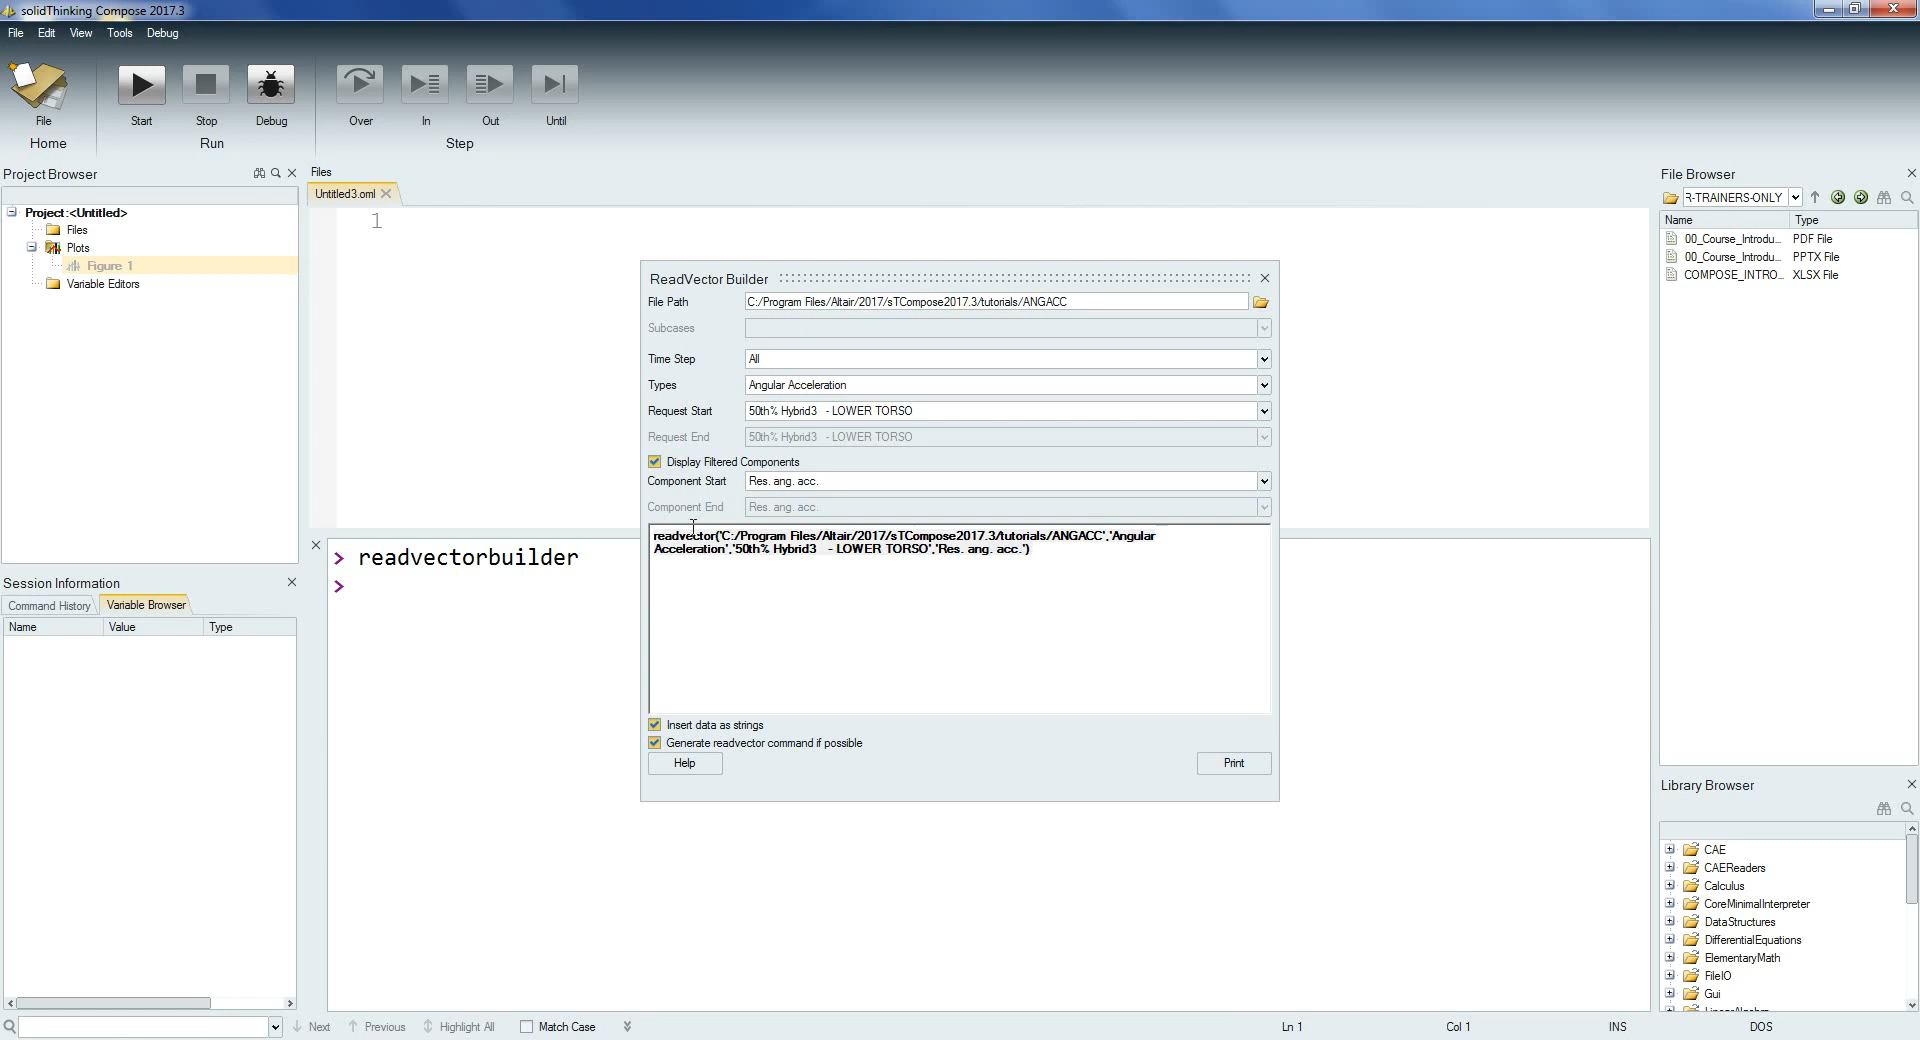 solidThinking Compose 2017.3
File Edit View Tools Debug
File Start Stop Debug Over In Out Until
Home Run Step
Project Browser
Project:<Untitled>
Files
Plots
Figure 1
Variable Editors
Session Information
Command History Variable Browser
Name Value Type
Files
Untitled3.oml
1
> readvectorbuilder
>
ReadVector Builder
File Path C:/Program Files/Altair/2017/sTCompose2017.3/tutorials/ANGACC
Subcases
Time Step All
Types Angular Acceleration
Request Start 50th% Hybrid3 - LOWER TORSO
Request End 50th% Hybrid3 - LOWER TORSO
Display Filtered Components
Component Start Res. ang. acc.
Component End Res. ang. acc.
readvector('C:/Program Files/Altair/2017/sTCompose2017.3/tutorials/ANGACC','Angular
Acceleration','50th% Hybrid3 - LOWER TORSO','Res. ang. acc.')
Insert data as strings
Generate readvector command if possible
Help Print
File Browser
R-TRAINERS-ONLY
Name Type
00_Course_Introdu... PDF File
00_Course_Introdu... PPTX File
COMPOSE_INTRO... XLSX File
Library Browser
CAE
CAEReaders
Calculus
CoreMinimalInterpreter
DataStructures
DifferentialEquations
ElementaryMath
FileIO
Gui
Next Previous Highlight All Match Case Ln 1 Col 1 INS DOS